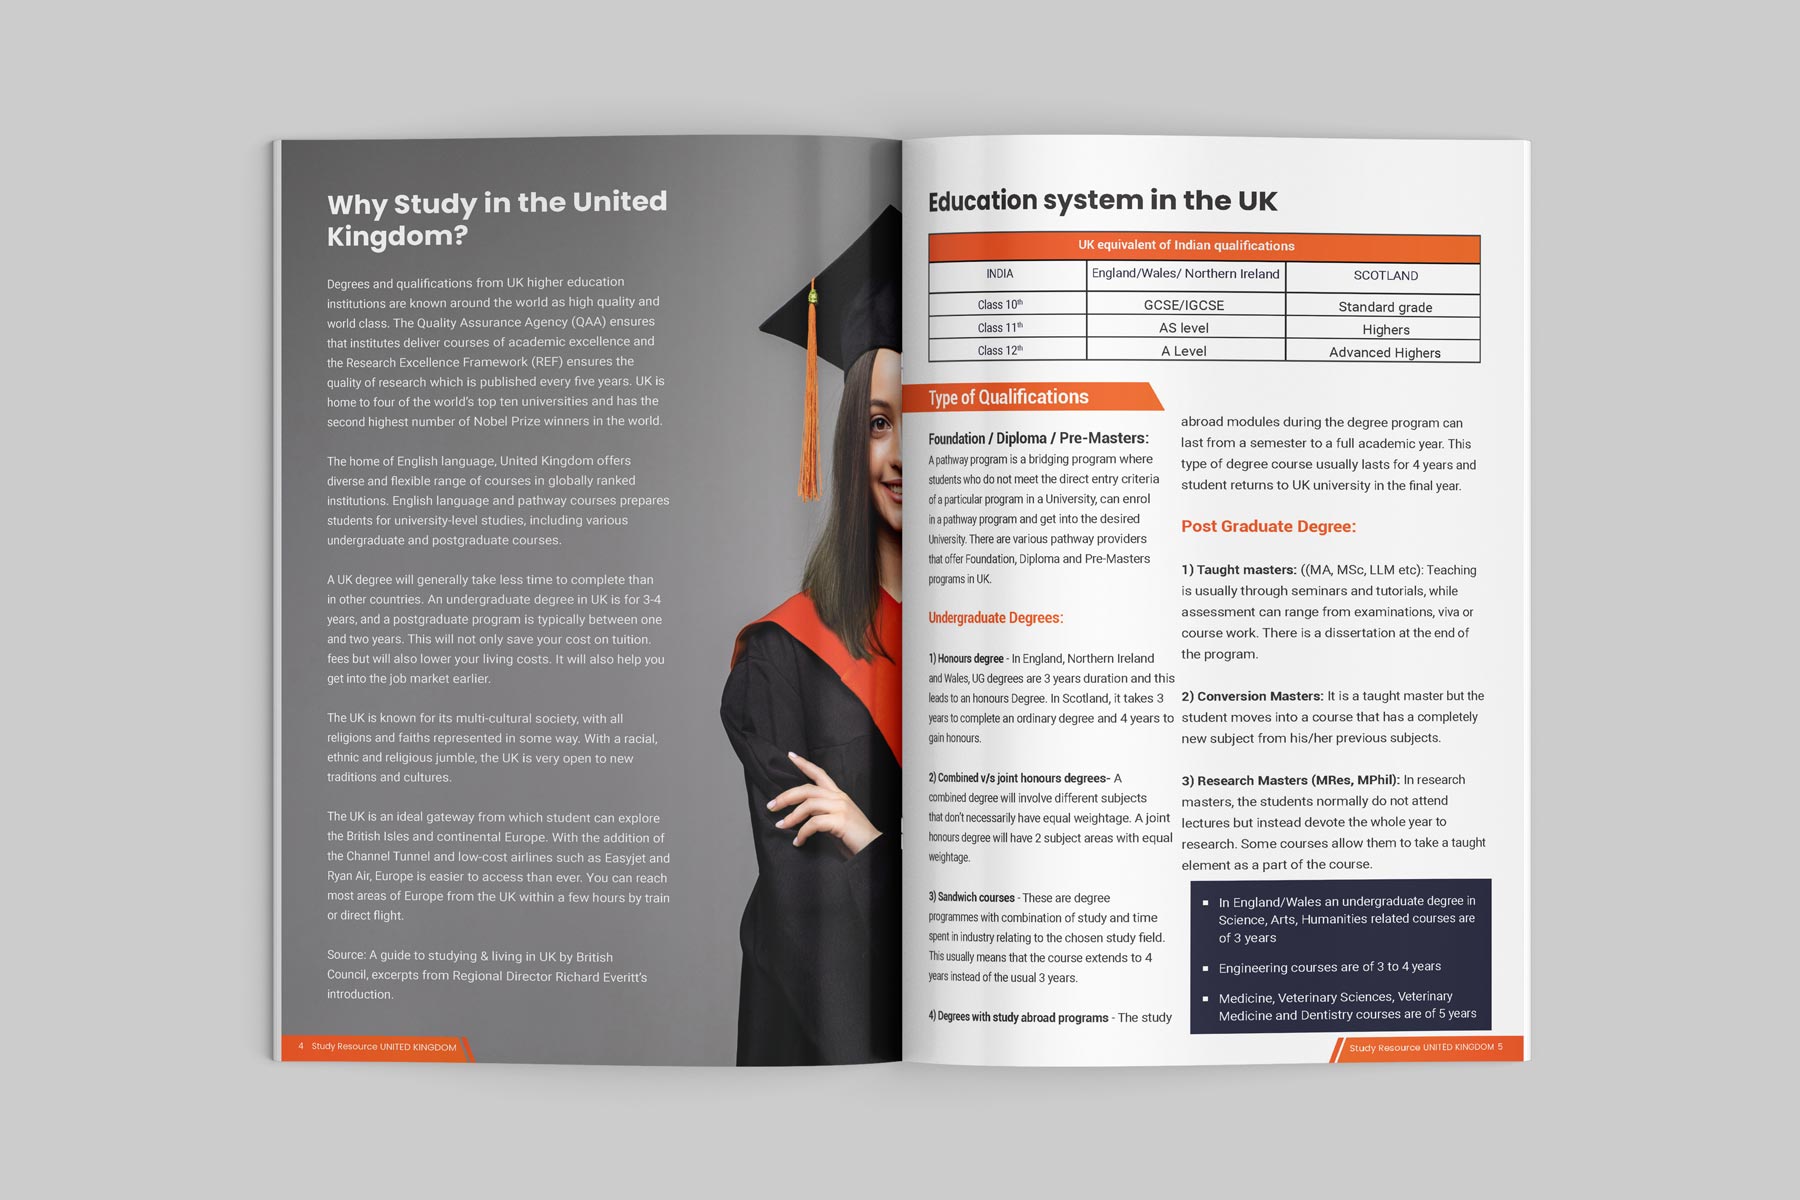 Why Study in the United
Kingdom?
Degrees and qualifications from UK higher education
institutions are known around the world as high quality and
world class. The Quality Assurance Agency (QAA) ensures
that institutes deliver courses of academic excellence and
the Research Excellence Framework (REF) ensures the
quality of research which is published every five years. UK is
home to four of the world's top ten universities and has the
second highest number of Nobel Prize winners in the world.
The home of English language, United Kingdom offers
diverse and flexible range of courses in globally ranked
institutions. English language and pathway courses prepares
students for university-level studies, including various
undergraduate and postgraduate courses.
A UK degree will generally take less time to complete than
in other countries. An undergraduate degree in UK is for 3-4
years, and a postgraduate program is typically between one
and two years. This will not only save your cost on tuition.
fees but will also lower your living costs. It will also help you
get into the job market earlier.
The UK is known for its multi-cultural society, with all
religions and faiths represented in some way. With a racial,
ethnic and religious jumble, the UK is very open to new
traditions and cultures.
The UK is an ideal gateway from which student can explore
the British Isles and continental Europe. With the addition of
the Channel Tunnel and low-cost airlines such as Easyjet and
Ryan Air, Europe is easier to access than ever. You can reach
most areas of Europe from the UK within a few hours by train
or direct flight.
Source: A guide to studying & living in UK by British
Council, excerpts from Regional Director Richard Everitt's
introduction.
4 Study Resource UNITED KINGDOM
Education system in the UK
UK equivalent of Indian qualifications
INDIA England/Wales/ Northern Ireland SCOTLAND
Class 10th GCSE/IGCSE Standard grade
Class 11th AS level Highers
Class 12th A Level Advanced Highers
Type of Qualifications
Foundation / Diploma / Pre-Masters:
A pathway program is a bridging program where
students who do not meet the direct entry criteria
of a particular program in a University, can enrol
in a pathway program and get into the desired
University. There are various pathway providers
that offer Foundation, Diploma and Pre-Masters
programs in UK.
Undergraduate Degrees:
1) Honours degree - In England, Northern Ireland
and Wales, UG degrees are 3 years duration and this
leads to an honours Degree. In Scotland, it takes 3
years to complete an ordinary degree and 4 years to
gain honours.
2) Combined v/s joint honours degrees- A
combined degree will involve different subjects
that don't necessarily have equal weightage. A joint
honours degree will have 2 subject areas with equal
weightage.
3) Sandwich courses - These are degree
programmes with combination of study and time
spent in industry relating to the chosen study field.
This usually means that the course extends to 4
years instead of the usual 3 years.
4) Degrees with study abroad programs - The study
abroad modules during the degree program can
last from a semester to a full academic year. This
type of degree course usually lasts for 4 years and
student returns to UK university in the final year.
Post Graduate Degree:
1) Taught masters: ((MA, MSc, LLM etc): Teaching
is usually through seminars and tutorials, while
assessment can range from examinations, viva or
course work. There is a dissertation at the end of
the program.
2) Conversion Masters: It is a taught master but the
student moves into a course that has a completely
new subject from his/her previous subjects.
3) Research Masters (MRes, MPhil): In research
masters, the students normally do not attend
lectures but instead devote the whole year to
research. Some courses allow them to take a taught
element as a part of the course.
▪ In England/Wales an undergraduate degree in
Science, Arts, Humanities related courses are
of 3 years
▪ Engineering courses are of 3 to 4 years
▪ Medicine, Veterinary Sciences, Veterinary
Medicine and Dentistry courses are of 5 years
Study Resource UNITED KINGDOM 5